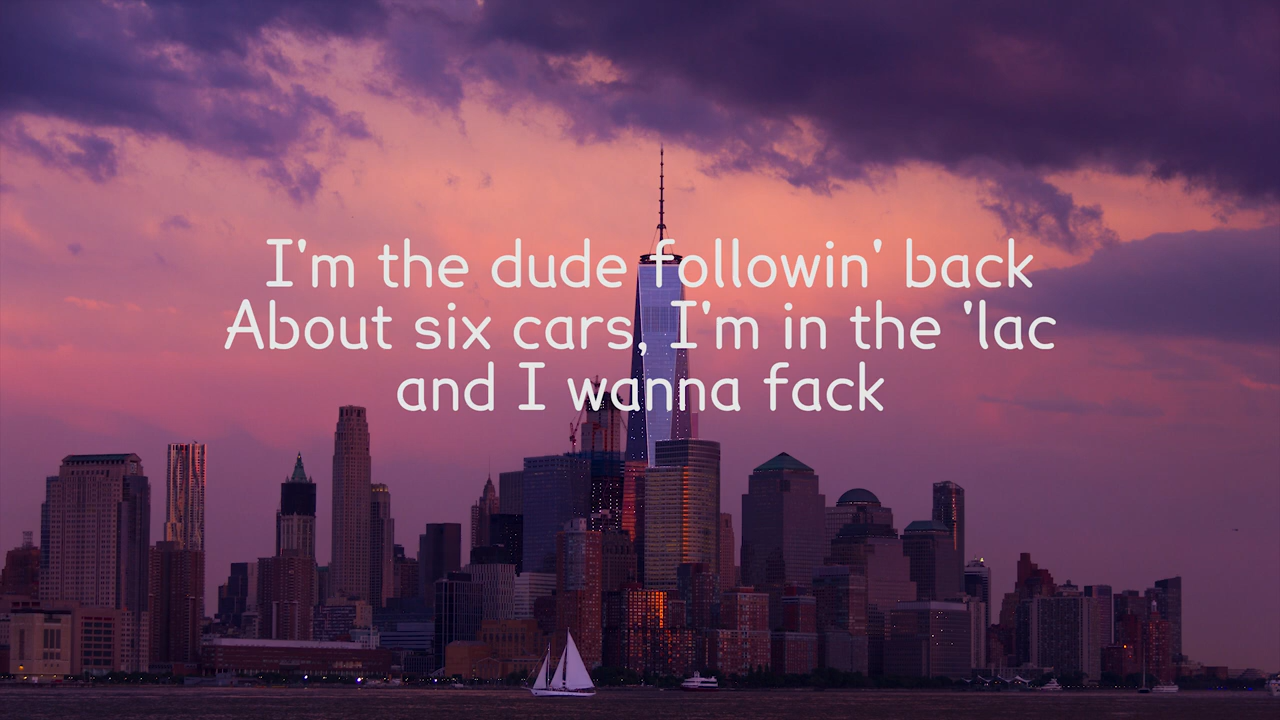 I'm the dude followin' back
About six cars, I'm in the 'lac
and I wanna fack